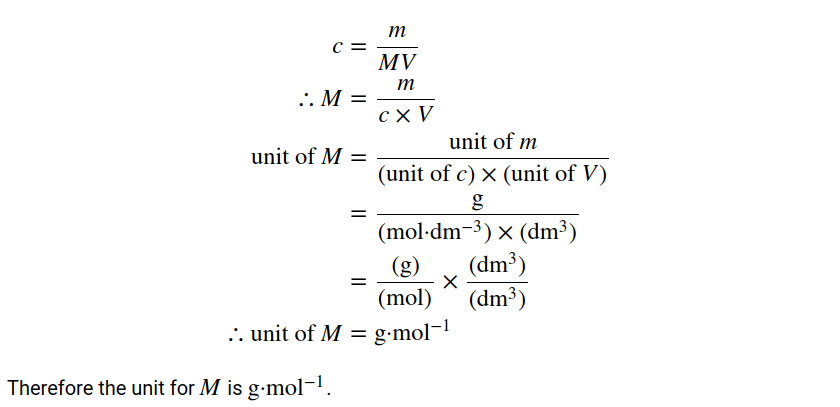 c = m / MV
∴ M = m / c × V
unit of M = unit of m / (unit of c) × (unit of V)
= g / (mol·dm⁻³) × (dm³)
= (g) / (mol) × (dm³) / (dm³)
∴ unit of M = g·mol⁻¹
Therefore the unit for M is g·mol⁻¹.